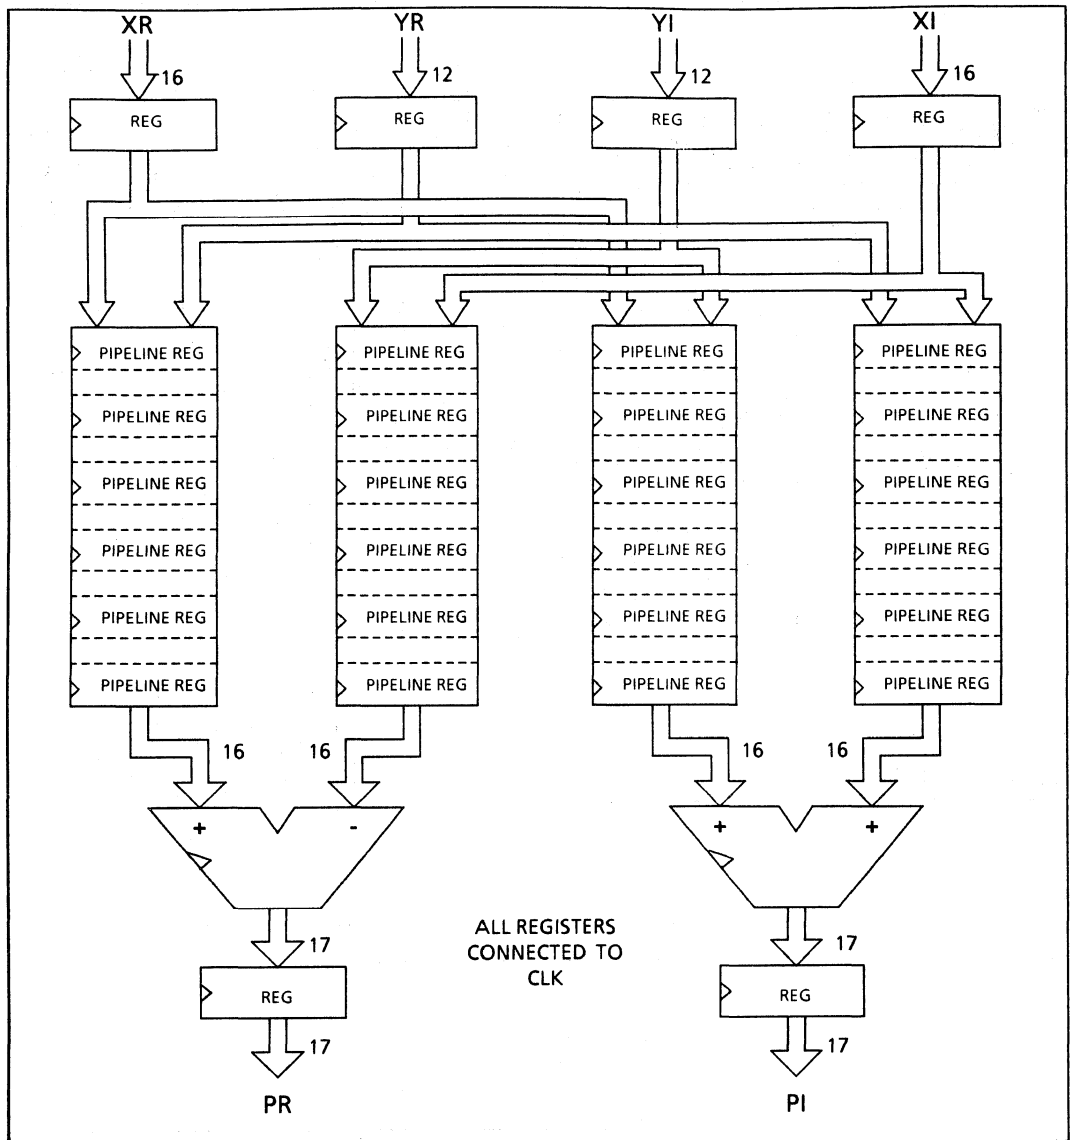 XR YR YI XI
16 12 12 16
REG REG REG REG
PIPELINE REG PIPELINE REG PIPELINE REG PIPELINE REG
PIPELINE REG PIPELINE REG PIPELINE REG PIPELINE REG
PIPELINE REG PIPELINE REG PIPELINE REG PIPELINE REG
PIPELINE REG PIPELINE REG PIPELINE REG PIPELINE REG
PIPELINE REG PIPELINE REG PIPELINE REG PIPELINE REG
PIPELINE REG PIPELINE REG PIPELINE REG PIPELINE REG
16 16 16 16
+ - + +
ALL REGISTERS
CONNECTED TO
CLK
17 17
REG REG
17 17
PR PI